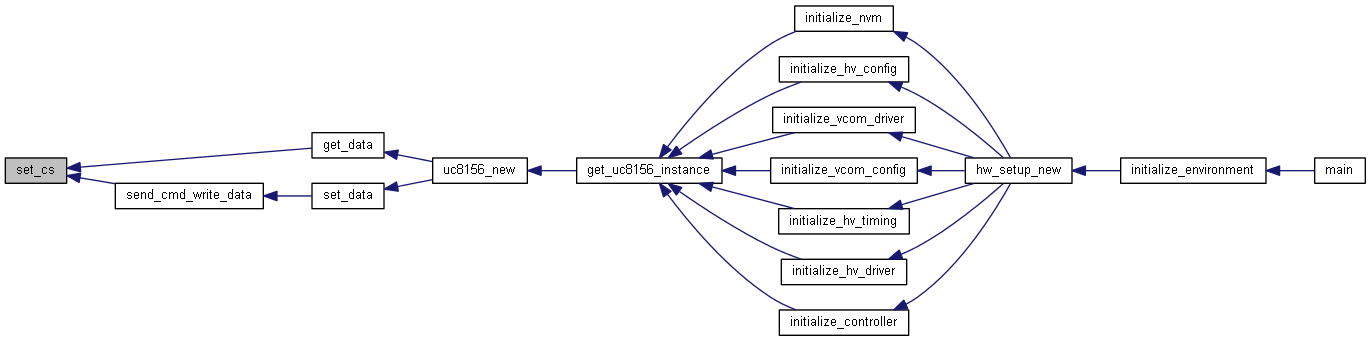 initialize_nvm
initialize_hv_config
initialize_vcom_driver
get_data
set_cs
uc8156_new
get_uc8156_instance
initialize_vcom_config
hw_setup_new
initialize_environment
main
send_cmd_write_data
set_data
initialize_hv_timing
initialize_hv_driver
initialize_controller